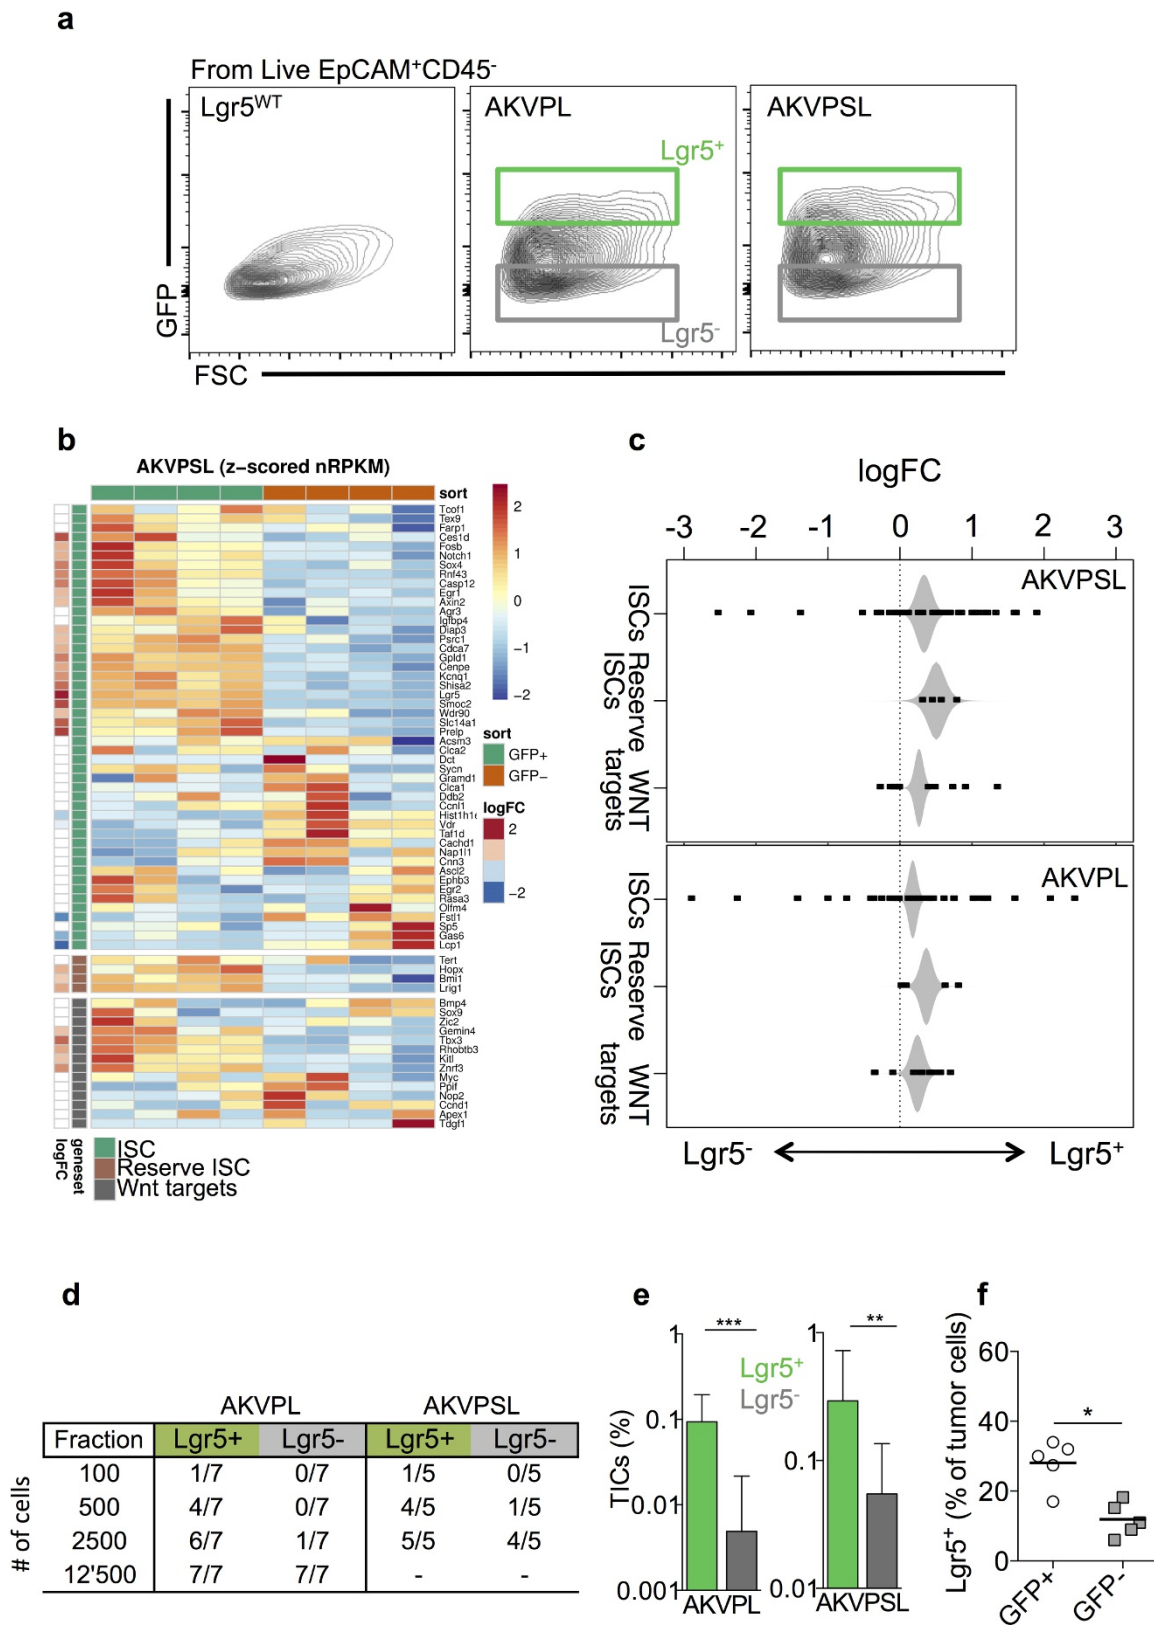 a
From Live EpCAM+CD45-
Lgr5WT
AKVPL
AKVPSL
Lgr5+
Lgr5-
GFP
FSC
b
AKVPSL (z-scored nRPKM)
sort
Tcof1
Tex9
Farp1
Ces1d
Fosb
Notch1
Sox4
Rnf43
Casp12
Egr1
Axin2
Agr3
Igfbp4
Diap3
Psrc1
Cdca7
Gpld1
Cenpe
Kcnq1
Shisa2
Lgr5
Smoc2
Wdr90
Slc14a1
Prelp
Acsm3
Clca2
Dct
Sycn
Gramd1
Clca1
Ddb2
Ccnl1
Hist1h1
Vdr
Taf1d
Cachd1
Nap1l1
Cnn3
Ascl2
Ephb3
Egr2
Rasa3
Olfm4
Fstl1
Sp5
Gas6
Lcp1
Tert
Hopx
Bmi1
Lrig1
Bmp4
Sox9
Zic2
Gemin4
Tbx3
Rhobtb3
Kitl
Znrf3
Myc
Ppif
Nop2
Ccnd1
Apex1
Tdgf1
2
1
0
-1
-2
sort
GFP+
GFP-
logFC
2
-2
geneset
logFC
ISC
Reserve ISC
Wnt targets
c
logFC
-3 -2 -1 0 1 2 3
AKVPSL
ISCs
Reserve
ISCs
WNT
targets
AKVPL
ISCs
Reserve
ISCs
WNT
targets
Lgr5-
Lgr5+
d
AKVPL AKVPSL
Fraction Lgr5+ Lgr5- Lgr5+ Lgr5-
# of cells
100 1/7 0/7 1/5 0/5
500 4/7 0/7 4/5 1/5
2500 6/7 1/7 5/5 4/5
12'500 7/7 7/7 - -
e
TICs (%)
1
0.1
0.01
0.001
***
AKVPL
Lgr5+
Lgr5-
1
0.1
0.01
**
AKVPSL
f
Lgr5+ (% of tumor cells)
60
40
20
0
*
GFP+
GFP-